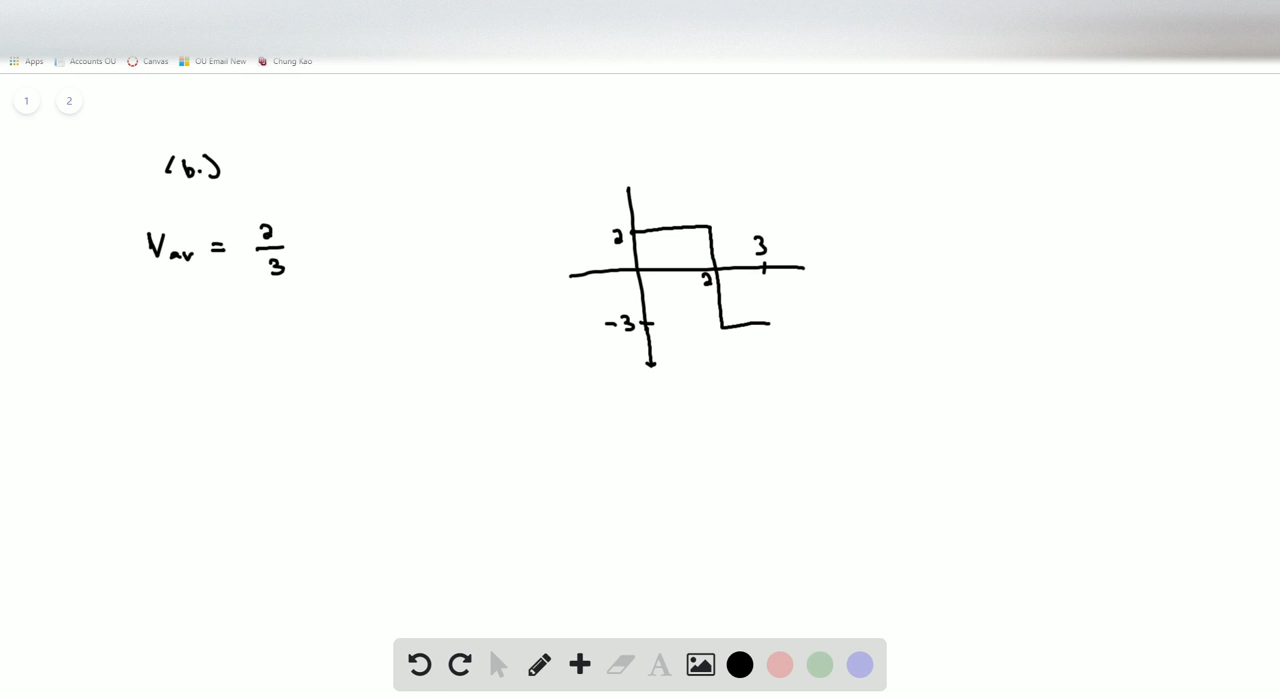 Apps Accounts OU Canvas OU Email New Chung Kao
1 2
(b.)
Vav = 2/3
2
3
2
-3
A